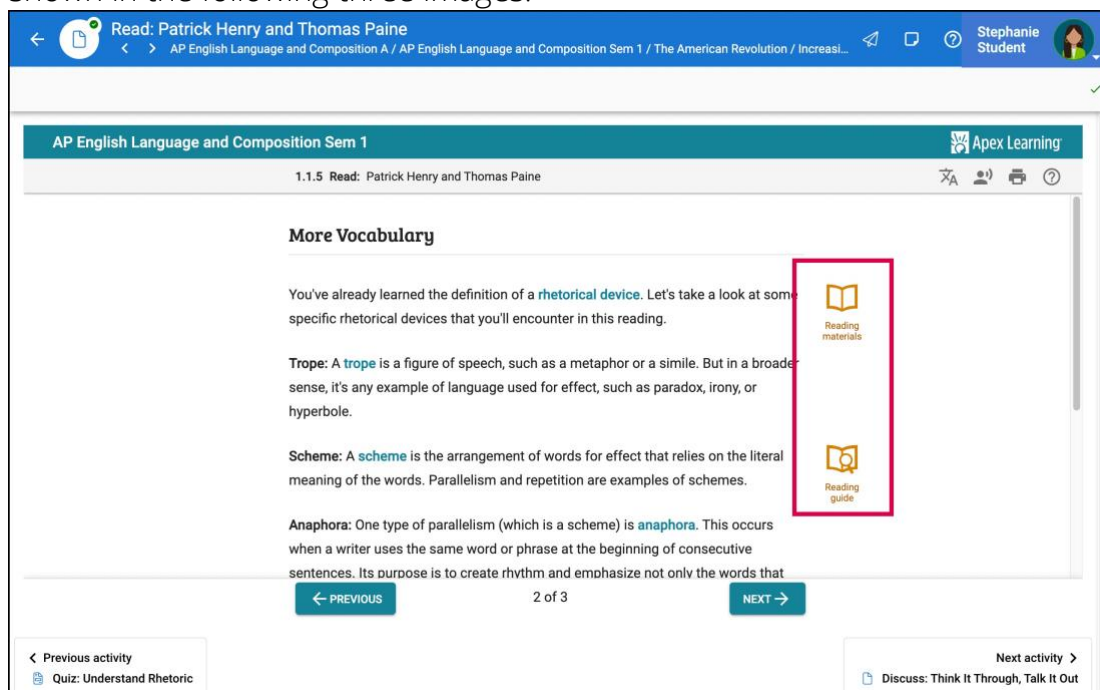 shown in the following three images.
Read: Patrick Henry and Thomas Paine
< > AP English Language and Composition A / AP English Language and Composition Sem 1 / The American Revolution / Increasi...
Stephanie
Student
AP English Language and Composition Sem 1
Apex Learning
1.1.5 Read: Patrick Henry and Thomas Paine
More Vocabulary
You've already learned the definition of a rhetorical device. Let's take a look at some
specific rhetorical devices that you'll encounter in this reading.
Reading
materials
Trope: A trope is a figure of speech, such as a metaphor or a simile. But in a broader
sense, it's any example of language used for effect, such as paradox, irony, or
hyperbole.
Scheme: A scheme is the arrangement of words for effect that relies on the literal
meaning of the words. Parallelism and repetition are examples of schemes.
Reading
guide
Anaphora: One type of parallelism (which is a scheme) is anaphora. This occurs
when a writer uses the same word or phrase at the beginning of consecutive
sentences. Its purpose is to create rhythm and emphasize not only the words that
← PREVIOUS
2 of 3
NEXT →
< Previous activity
Quiz: Understand Rhetoric
Next activity >
Discuss: Think It Through, Talk It Out